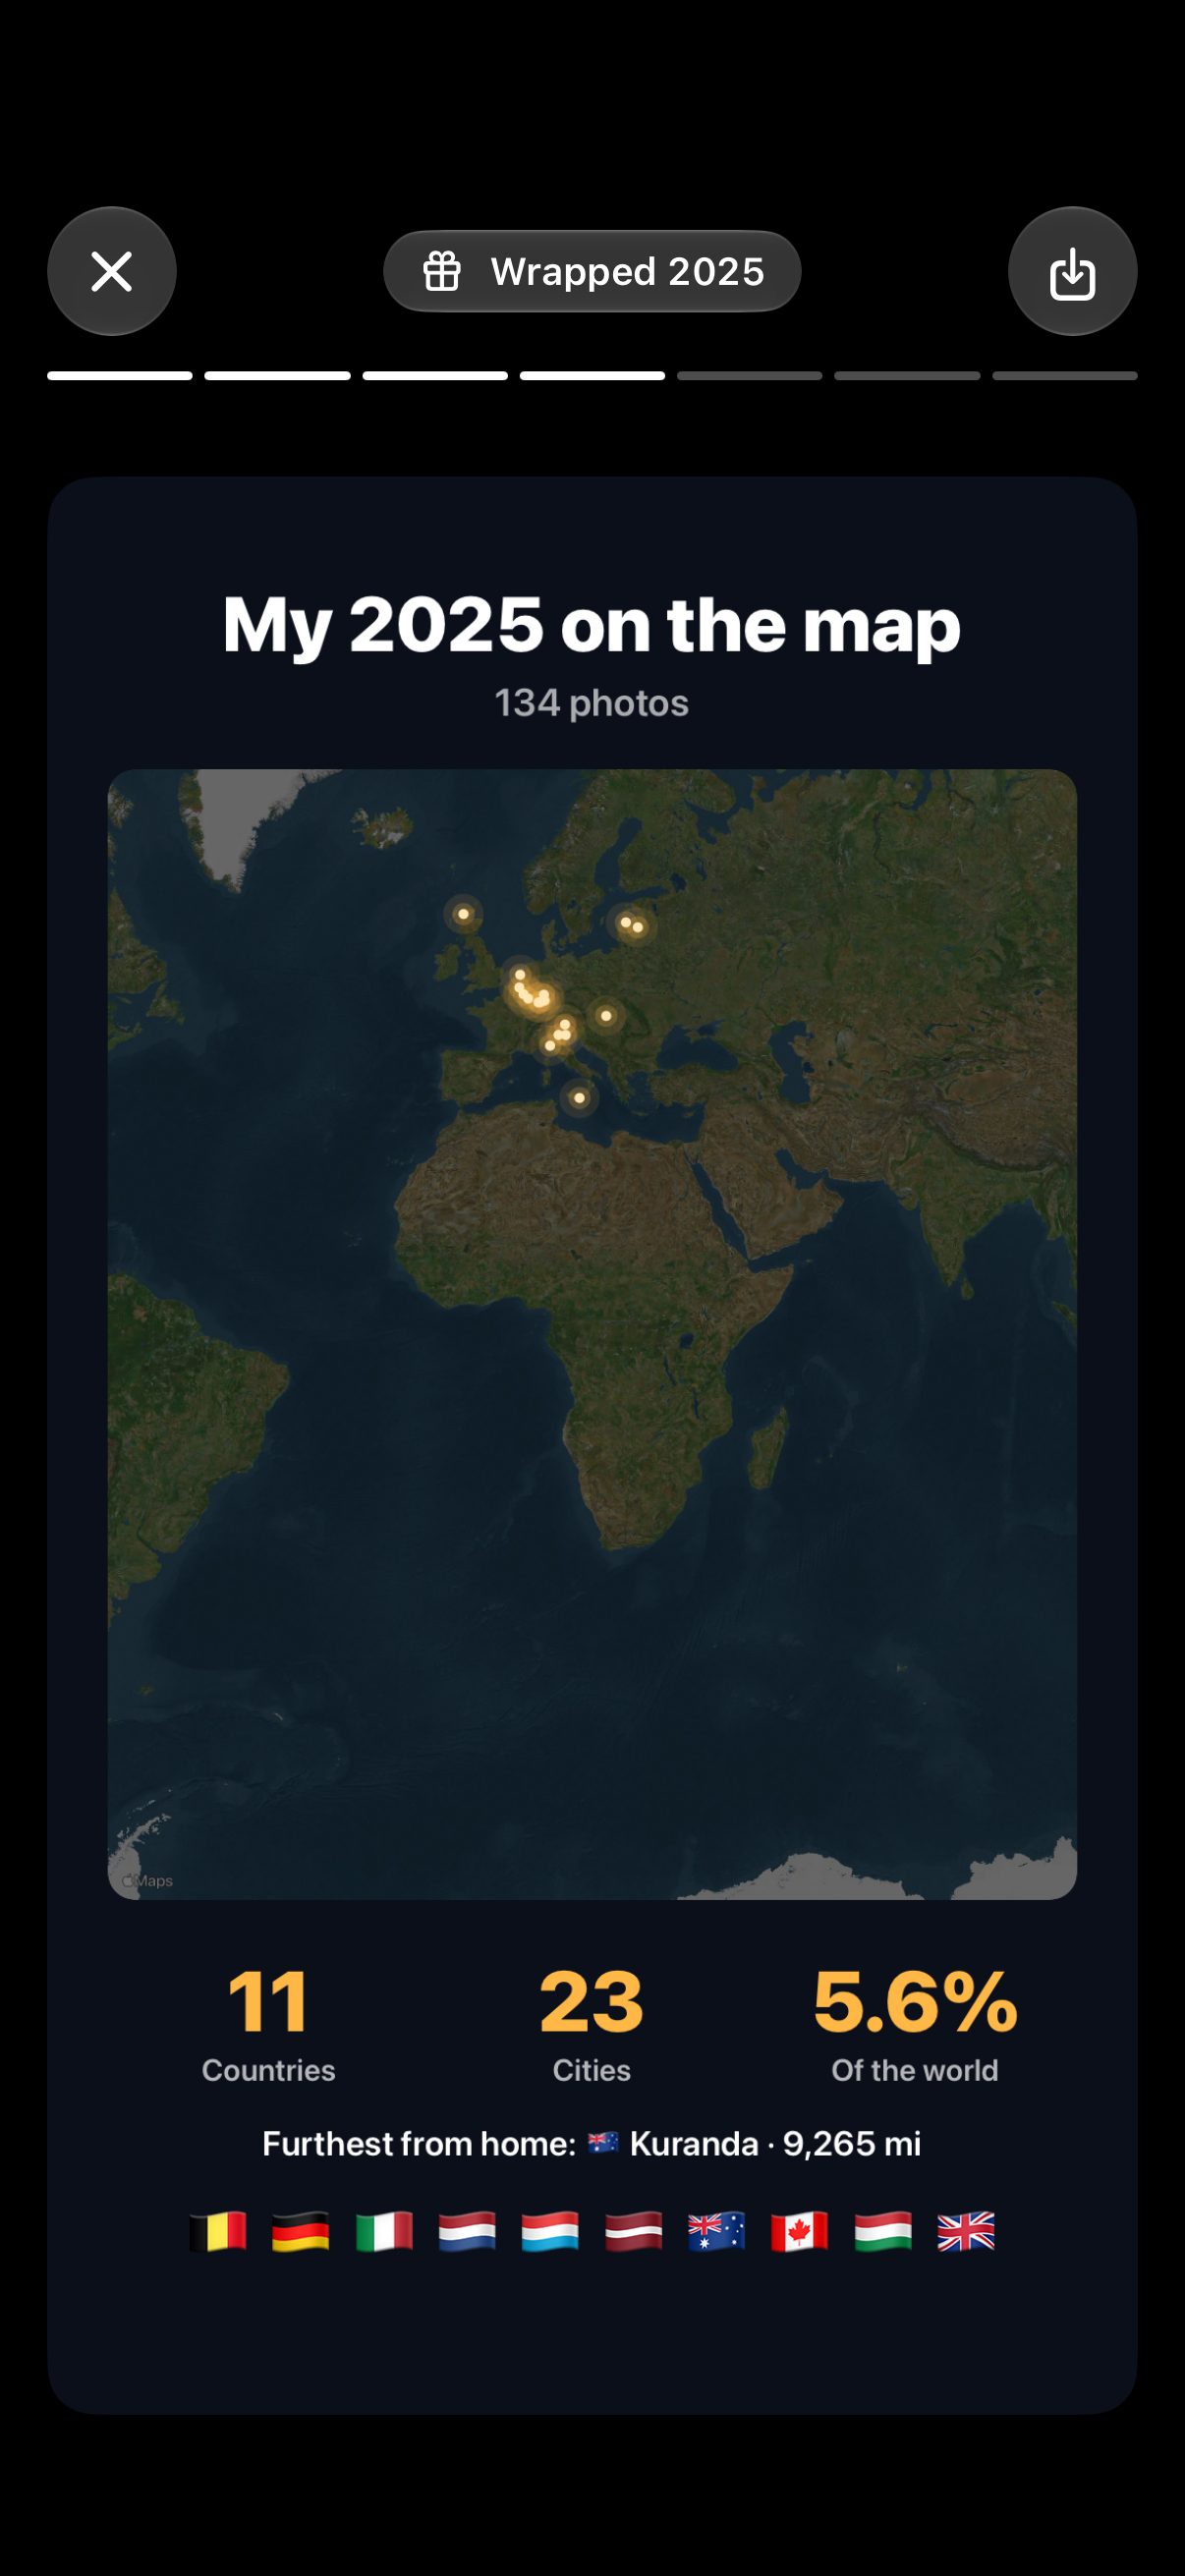 Wrapped 2025
My 2025 on the map
134 photos
Maps
11
23
5.6%
Countries
Cities
Of the world
Furthest from home: 🇦🇺 Kuranda · 9,265 mi